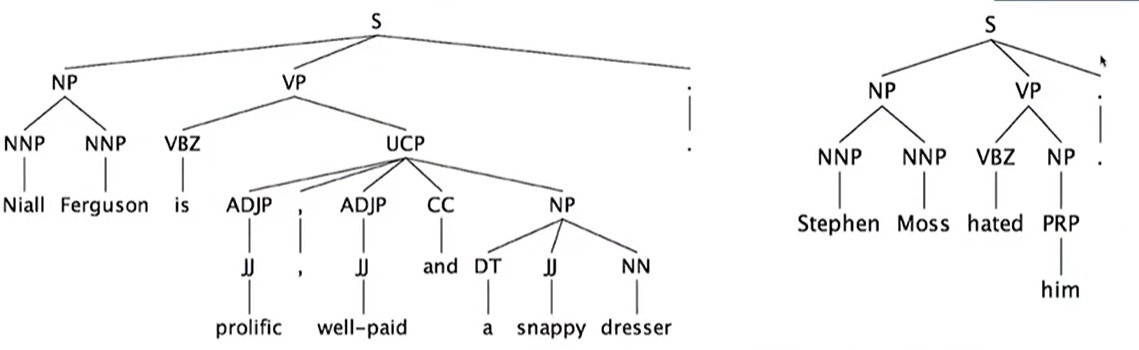 S S
NP VP . NP VP .
NNP NNP VBZ UCP . NNP NNP VBZ NP .
Niall Ferguson is ADJP , ADJP CC NP Stephen Moss hated PRP
JJ , JJ and DT JJ NN him
prolific well-paid a snappy dresser